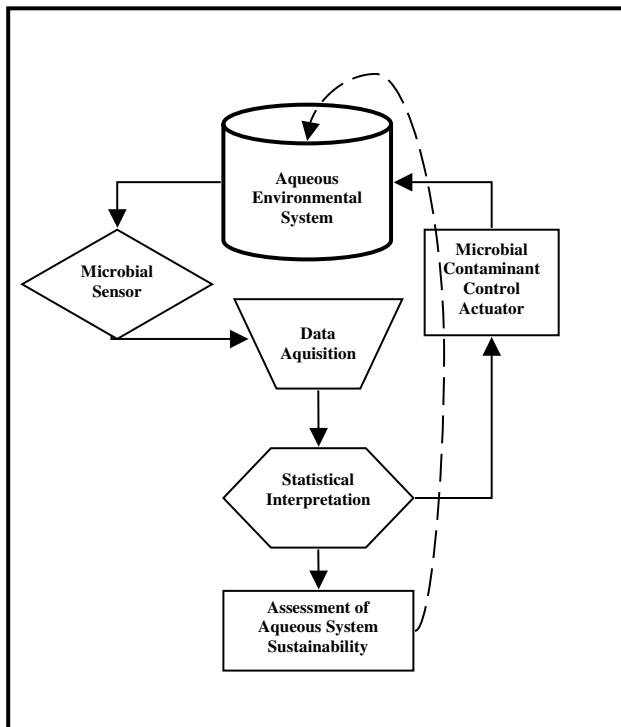 Aqueous
Environmental
System
Microbial
Sensor
Microbial
Contaminant
Control
Actuator
Data
Aquisition
Statistical
Interpretation
Assessment of
Aqueous System
Sustainability